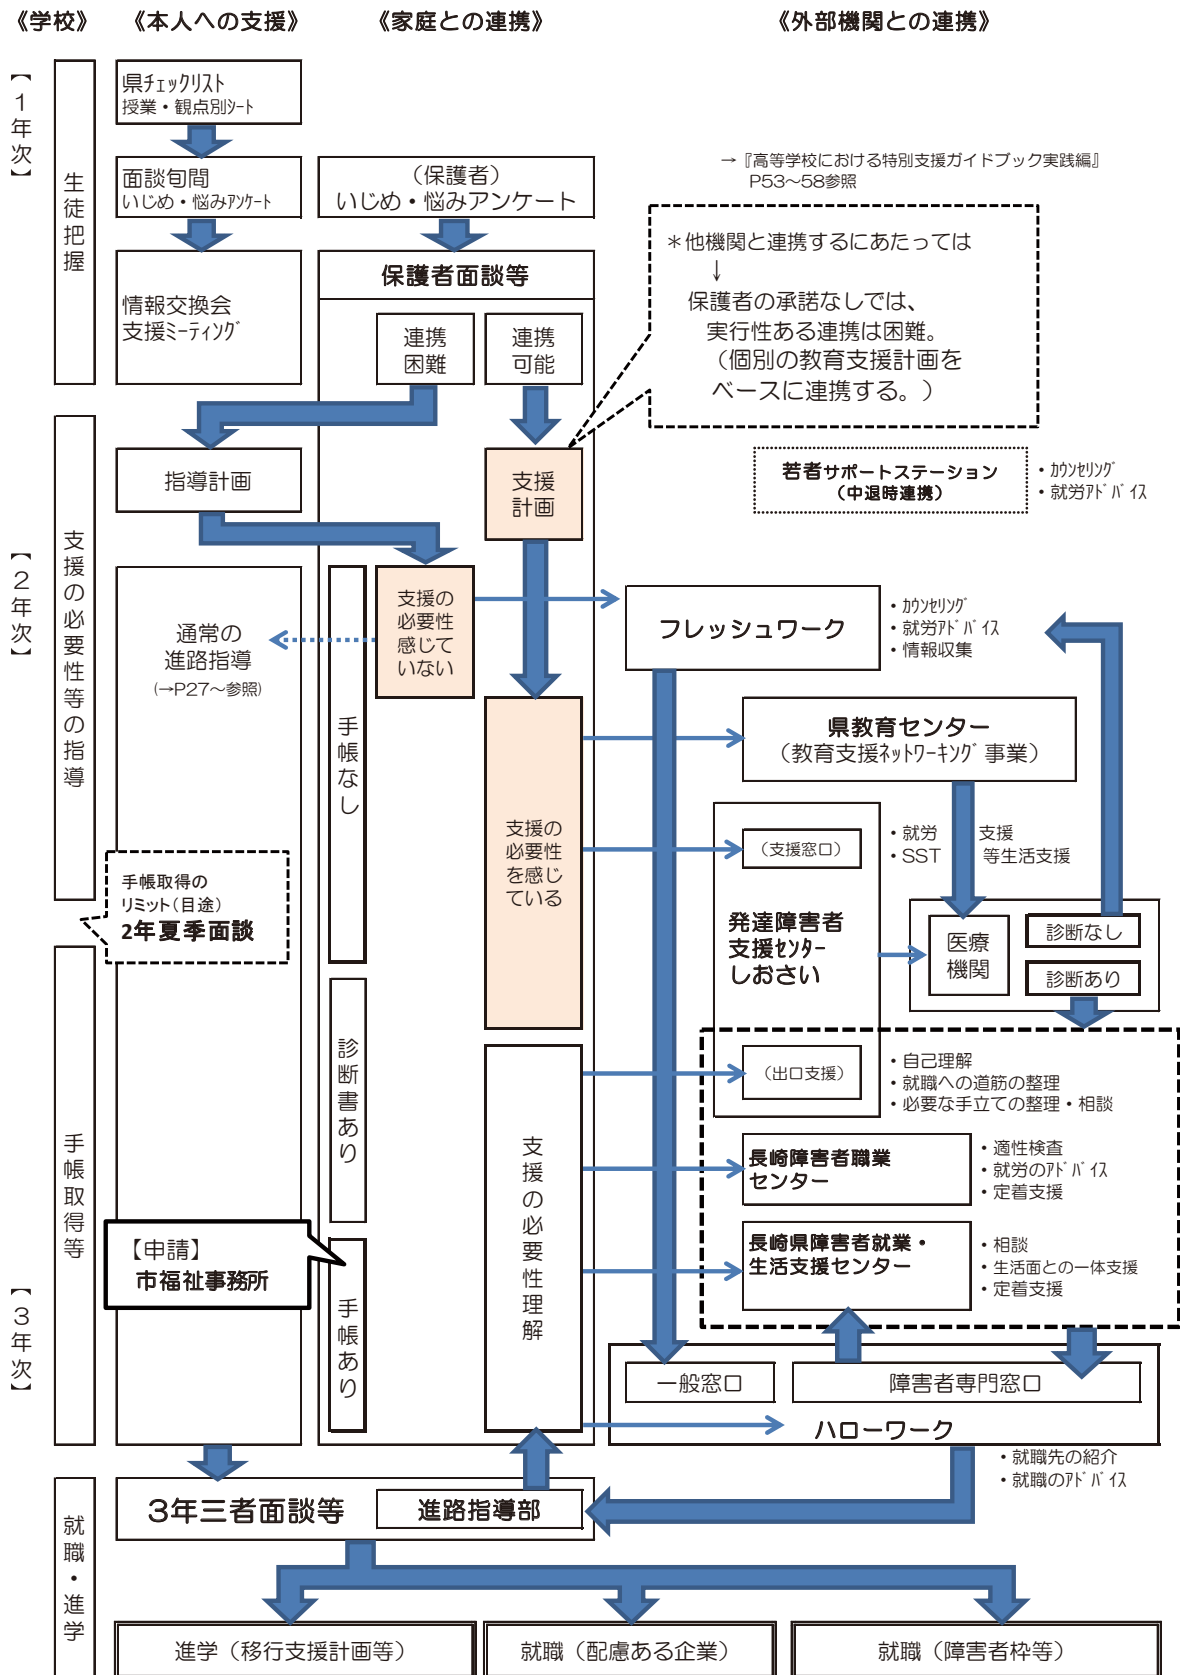 《学校》
《本人への支援》
《家庭との連携》
《外部機関との連携》
【1年次】
生徒把握
県チェックリスト
授業・観点別シート
面談旬間
いじめ・悩みアンケート
（保護者）
いじめ・悩みアンケート
→『高等学校における特別支援ガイドブック実践編』
P53～58参照
情報交換会
支援ミーティング
保護者面談等
連携
困難
連携
可能
＊他機関と連携するにあたっては
↓
保護者の承諾なしでは、
実行性ある連携は困難。
（個別の教育支援計画を
ベースに連携する。）
【2年次】
支援の必要性等の指導
指導計画
支援
計画
若者サポートステーション
（中退時連携）
・カウンセリング
・就労アドバイス
通常の
進路指導
(→P27～参照)
手帳なし
支援の
必要性
感じて
いない
フレッシュワーク
・カウンセリング
・就労アドバイス
・情報収集
県教育センター
（教育支援ネットワーキング事業）
支援の
必要性
を感じ
ている
（支援窓口）
・就労　支援
・SST　等生活支援
発達障害者
支援センター
しおさい
医療
機関
診断なし
診断あり
手帳取得の
リミット（目途）
2年夏季面談
手帳取得等
診断書あり
（出口支援）
・自己理解
・就職への道筋の整理
・必要な手立ての整理・相談
支援の必要性理解
長崎障害者職業
センター
・適性検査
・就労のアドバイス
・定着支援
【申請】
市福祉事務所
長崎県障害者就業・
生活支援センター
・相談
・生活面との一体支援
・定着支援
【3年次】
手帳あり
一般窓口
障害者専門窓口
ハローワーク
・就職先の紹介
・就職のアドバイス
就職・進学
3年三者面談等
進路指導部
進学（移行支援計画等）
就職（配慮ある企業）
就職（障害者枠等）